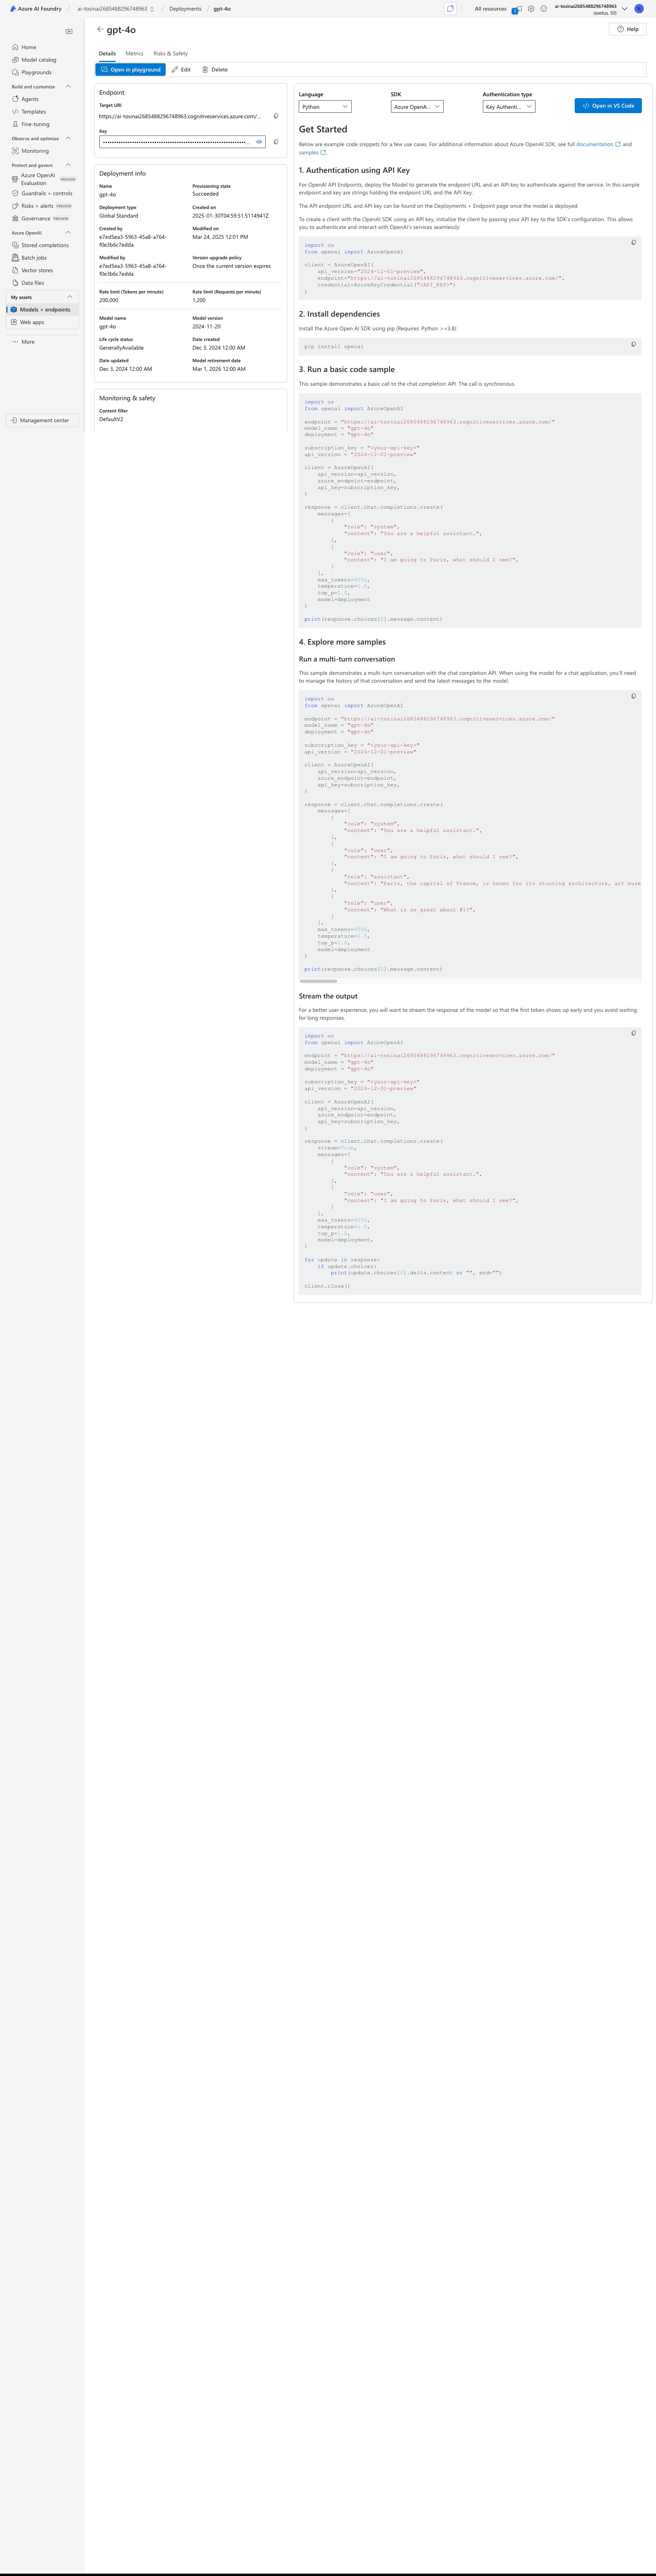 Azure AI Foundry / ai-tosinai2685488296748963 / Deployments / gpt-4o
All resources
1
ai-tosinai2685488296748963
(eastus, S0)
gpt-4o
Help
Home
Model catalog
Playgrounds
Build and customize
Agents
Templates
Fine-tuning
Observe and optimize
Monitoring
Protect and govern
Azure OpenAI Evaluation PREVIEW
Guardrails + controls
Risks + alerts PREVIEW
Governance PREVIEW
Azure OpenAI
Stored completions
Batch jobs
Vector stores
Data files
My assets
Models + endpoints
Web apps
More
Management center
Details Metrics Risks & Safety
Open in playground Edit Delete
Endpoint
Target URI
https://ai-tosinai2685488296748963.cognitiveservices.azure.com/...
Key
Deployment info
Name
gpt-4o
Provisioning state
Succeeded
Deployment type
Global Standard
Created on
2025-01-30T04:59:51.5114941Z
Created by
e7ed5ea3-5963-45a8-a764-
f0e3b6c7edda
Modified on
Mar 24, 2025 12:01 PM
Modified by
e7ed5ea3-5963-45a8-a764-
f0e3b6c7edda
Version upgrade policy
Once the current version expires
Rate limit (Tokens per minute)
200,000
Rate limit (Requests per minute)
1,200
Model name
gpt-4o
Model version
2024-11-20
Life cycle status
GenerallyAvailable
Date created
Dec 3, 2024 12:00 AM
Date updated
Dec 3, 2024 12:00 AM
Model retirement date
Mar 1, 2026 12:00 AM
Monitoring & safety
Content filter
DefaultV2
Language
Python
SDK
Azure OpenA...
Authentication type
Key Authenti...
Open in VS Code
Get Started
Below are example code snippets for a few use cases. For additional information about Azure OpenAI SDK, see full documentation and
samples.
1. Authentication using API Key
For OpenAI API Endpoints, deploy the Model to generate the endpoint URL and an API key to authenticate against the service. In this sample
endpoint and key are strings holding the endpoint URL and the API Key.
The API endpoint URL and API key can be found on the Deployments + Endpoint page once the model is deployed.
To create a client with the OpenAI SDK using an API key, initialize the client by passing your API key to the SDK's configuration. This allows
you to authenticate and interact with OpenAI's services seamlessly:
import os
from openai import AzureOpenAI
client = AzureOpenAI(
api_version="2024-12-01-preview",
endpoint="https://ai-tosinai2685488296748963.cognitiveservices.azure.com/",
credential=AzureKeyCredential("<API_KEY>")
)
2. Install dependencies
Install the Azure Open AI SDK using pip (Requires: Python >=3.8):
pip install openai
3. Run a basic code sample
This sample demonstrates a basic call to the chat completion API. The call is synchronous.
import os
from openai import AzureOpenAI
endpoint = "https://ai-tosinai2685488296748963.cognitiveservices.azure.com/"
model_name = "gpt-4o"
deployment = "gpt-4o"
subscription_key = "<your-api-key>"
api_version = "2024-12-01-preview"
client = AzureOpenAI(
api_version=api_version,
azure_endpoint=endpoint,
api_key=subscription_key,
)
response = client.chat.completions.create(
messages=[
{
"role": "system",
"content": "You are a helpful assistant.",
},
{
"role": "user",
"content": "I am going to Paris, what should I see?",
}
],
max_tokens=4096,
temperature=1.0,
top_p=1.0,
model=deployment
)
print(response.choices[0].message.content)
4. Explore more samples
Run a multi-turn conversation
This sample demonstrates a multi-turn conversation with the chat completion API. When using the model for a chat application, you'll need
to manage the history of that conversation and send the latest messages to the model.
import os
from openai import AzureOpenAI
endpoint = "https://ai-tosinai2685488296748963.cognitiveservices.azure.com/"
model_name = "gpt-4o"
deployment = "gpt-4o"
subscription_key = "<your-api-key>"
api_version = "2024-12-01-preview"
client = AzureOpenAI(
api_version=api_version,
azure_endpoint=endpoint,
api_key=subscription_key,
)
response = client.chat.completions.create(
messages=[
{
"role": "system",
"content": "You are a helpful assistant.",
},
{
"role": "user",
"content": "I am going to Paris, what should I see?",
},
{
"role": "assistant",
"content": "Paris, the capital of France, is known for its stunning architecture, art muse
},
{
"role": "user",
"content": "What is so great about #1?",
}
],
max_tokens=4096,
temperature=1.0,
top_p=1.0,
model=deployment
)
print(response.choices[0].message.content)
Stream the output
For a better user experience, you will want to stream the response of the model so that the first token shows up early and you avoid waiting
for long responses.
import os
from openai import AzureOpenAI
endpoint = "https://ai-tosinai2685488296748963.cognitiveservices.azure.com/"
model_name = "gpt-4o"
deployment = "gpt-4o"
subscription_key = "<your-api-key>"
api_version = "2024-12-01-preview"
client = AzureOpenAI(
api_version=api_version,
azure_endpoint=endpoint,
api_key=subscription_key,
)
response = client.chat.completions.create(
stream=True,
messages=[
{
"role": "system",
"content": "You are a helpful assistant.",
},
{
"role": "user",
"content": "I am going to Paris, what should I see?",
}
],
max_tokens=4096,
temperature=1.0,
top_p=1.0,
model=deployment,
)
for update in response:
if update.choices:
print(update.choices[0].delta.content or "", end="")
client.close()